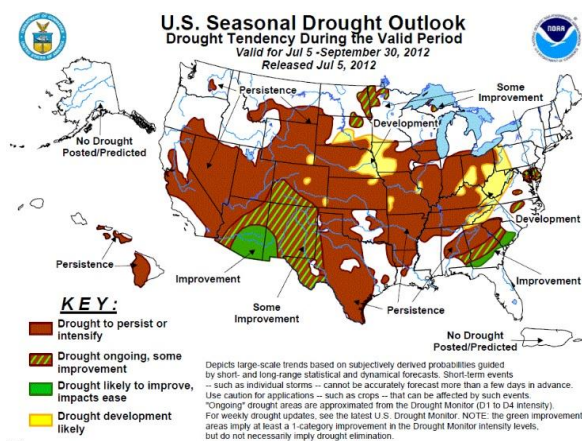 U.S. Seasonal Drought Outlook
Drought Tendency During the Valid Period
Valid for Jul 5 -September 30, 2012
Released Jul 5, 2012
NOAA
Persistence
Some
Improvement
Development
No Drought
Posted/Predicted
Development
Persistence
Improvement
Some
Improvement
Persistence
Improvement
No Drought
Posted/Predicted
KEY:
Drought to persist or
intensify
Drought ongoing, some
improvement
Drought likely to improve,
impacts ease
Drought development
likely
Depicts large-scale trends based on subjectively derived probabilities guided
by short- and long-range statistical and dynamical forecasts. Short-term events
-- such as individual storms -- cannot be accurately forecast more than a few days in advance.
Use caution for applications -- such as crops -- that can be affected by such events.
"Ongoing" drought areas are approximated from the Drought Monitor (D1 to D4 intensity).
For weekly drought updates, see the latest U.S. Drought Monitor. NOTE: the green improvement
areas imply at least a 1-category improvement in the Drought Monitor intensity levels,
but do not necessarily imply drought elimination.